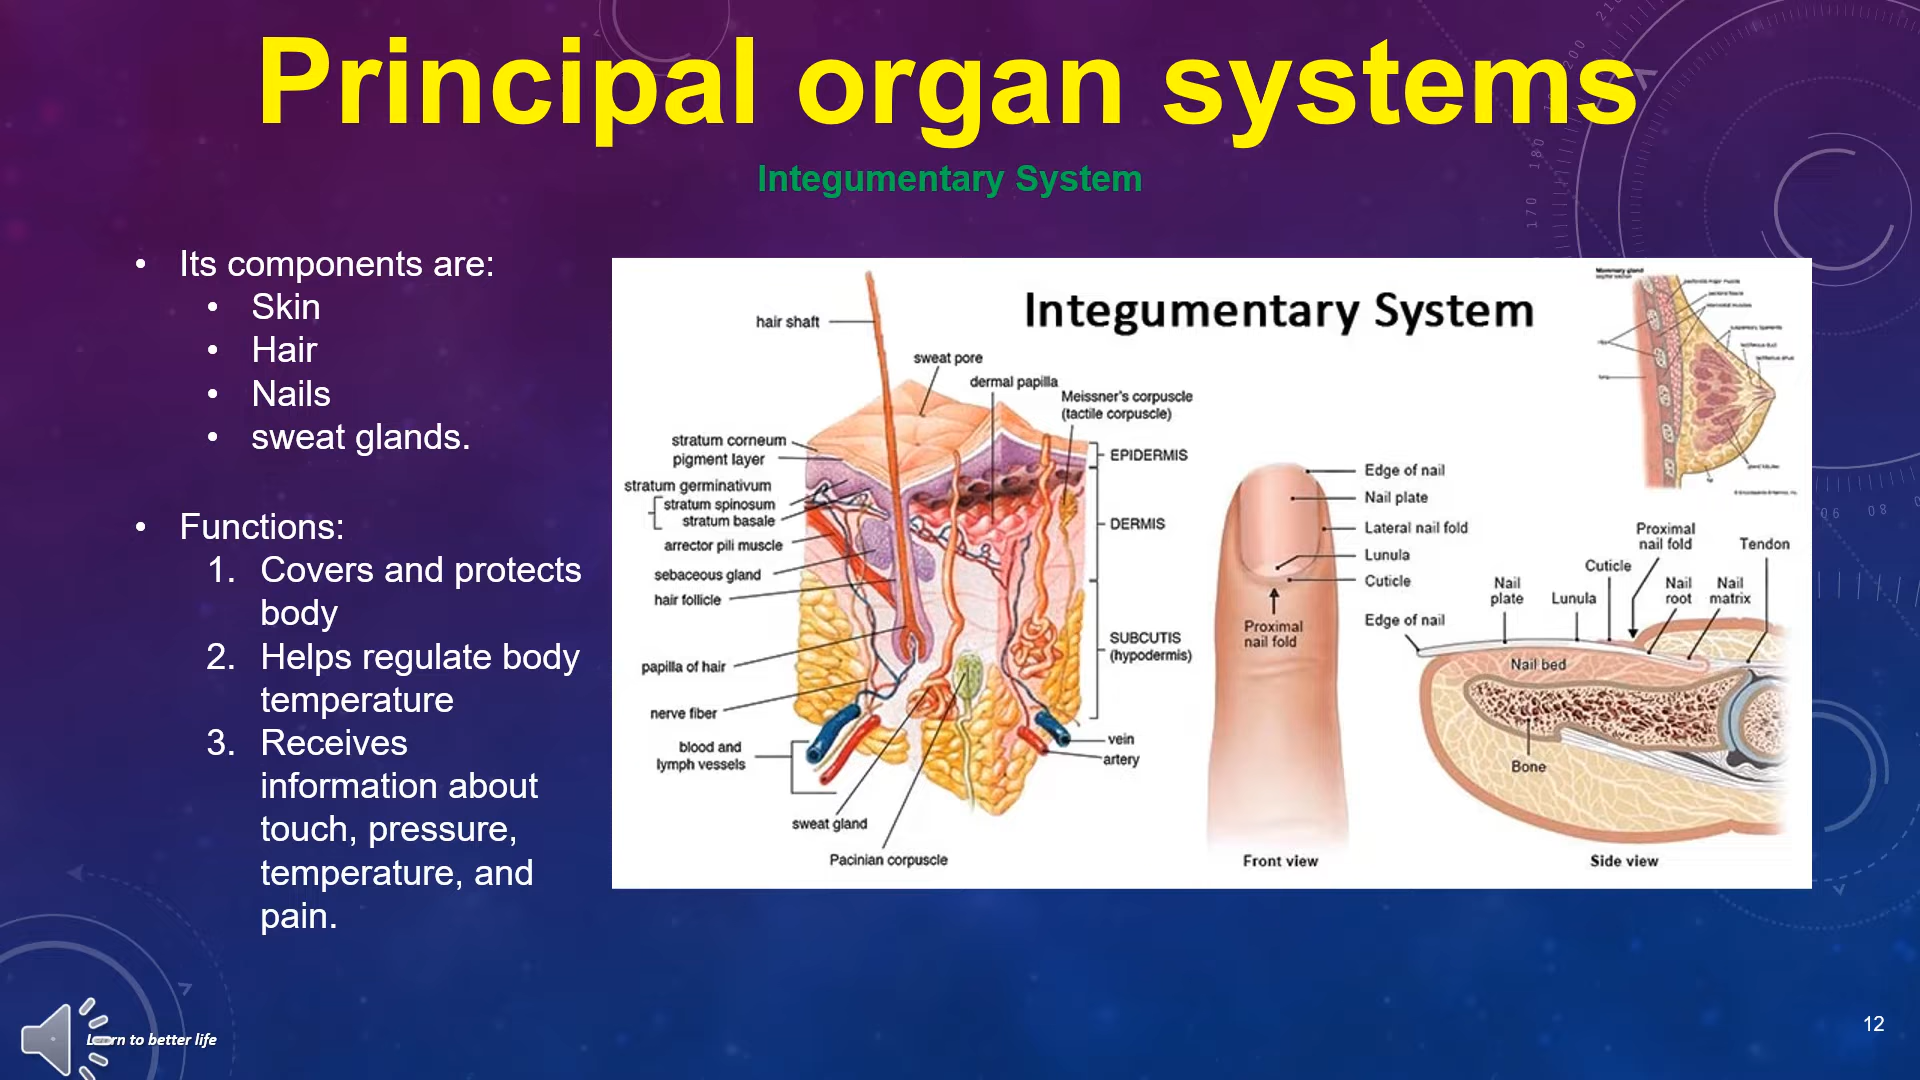 Principal organ systems
Integumentary System
• Its components are:
• Skin
• Hair
• Nails
• sweat glands.
• Functions:
1. Covers and protects
body
2. Helps regulate body
temperature
3. Receives
information about
touch, pressure,
temperature, and
pain.
Integumentary System
hair shaft
sweat pore
dermal papilla
Meissner's corpuscle
(tactile corpuscle)
stratum corneum
pigment layer
stratum germinativum
stratum spinosum
stratum basale
arrector pili muscle
sebaceous gland
hair follicle
papilla of hair
nerve fiber
blood and
lymph vessels
sweat gland
Pacinian corpuscle
EPIDERMIS
DERMIS
SUBCUTIS
(hypodermis)
vein
artery
Edge of nail
Nail plate
Lateral nail fold
Lunula
Cuticle
Proximal
nail fold
Front view
Edge of nail
Nail
plate
Lunula
Cuticle
Proximal
nail fold
Nail
root
Nail
matrix
Tendon
Nail bed
Bone
Side view
Mammary gland
Learn to better life
12